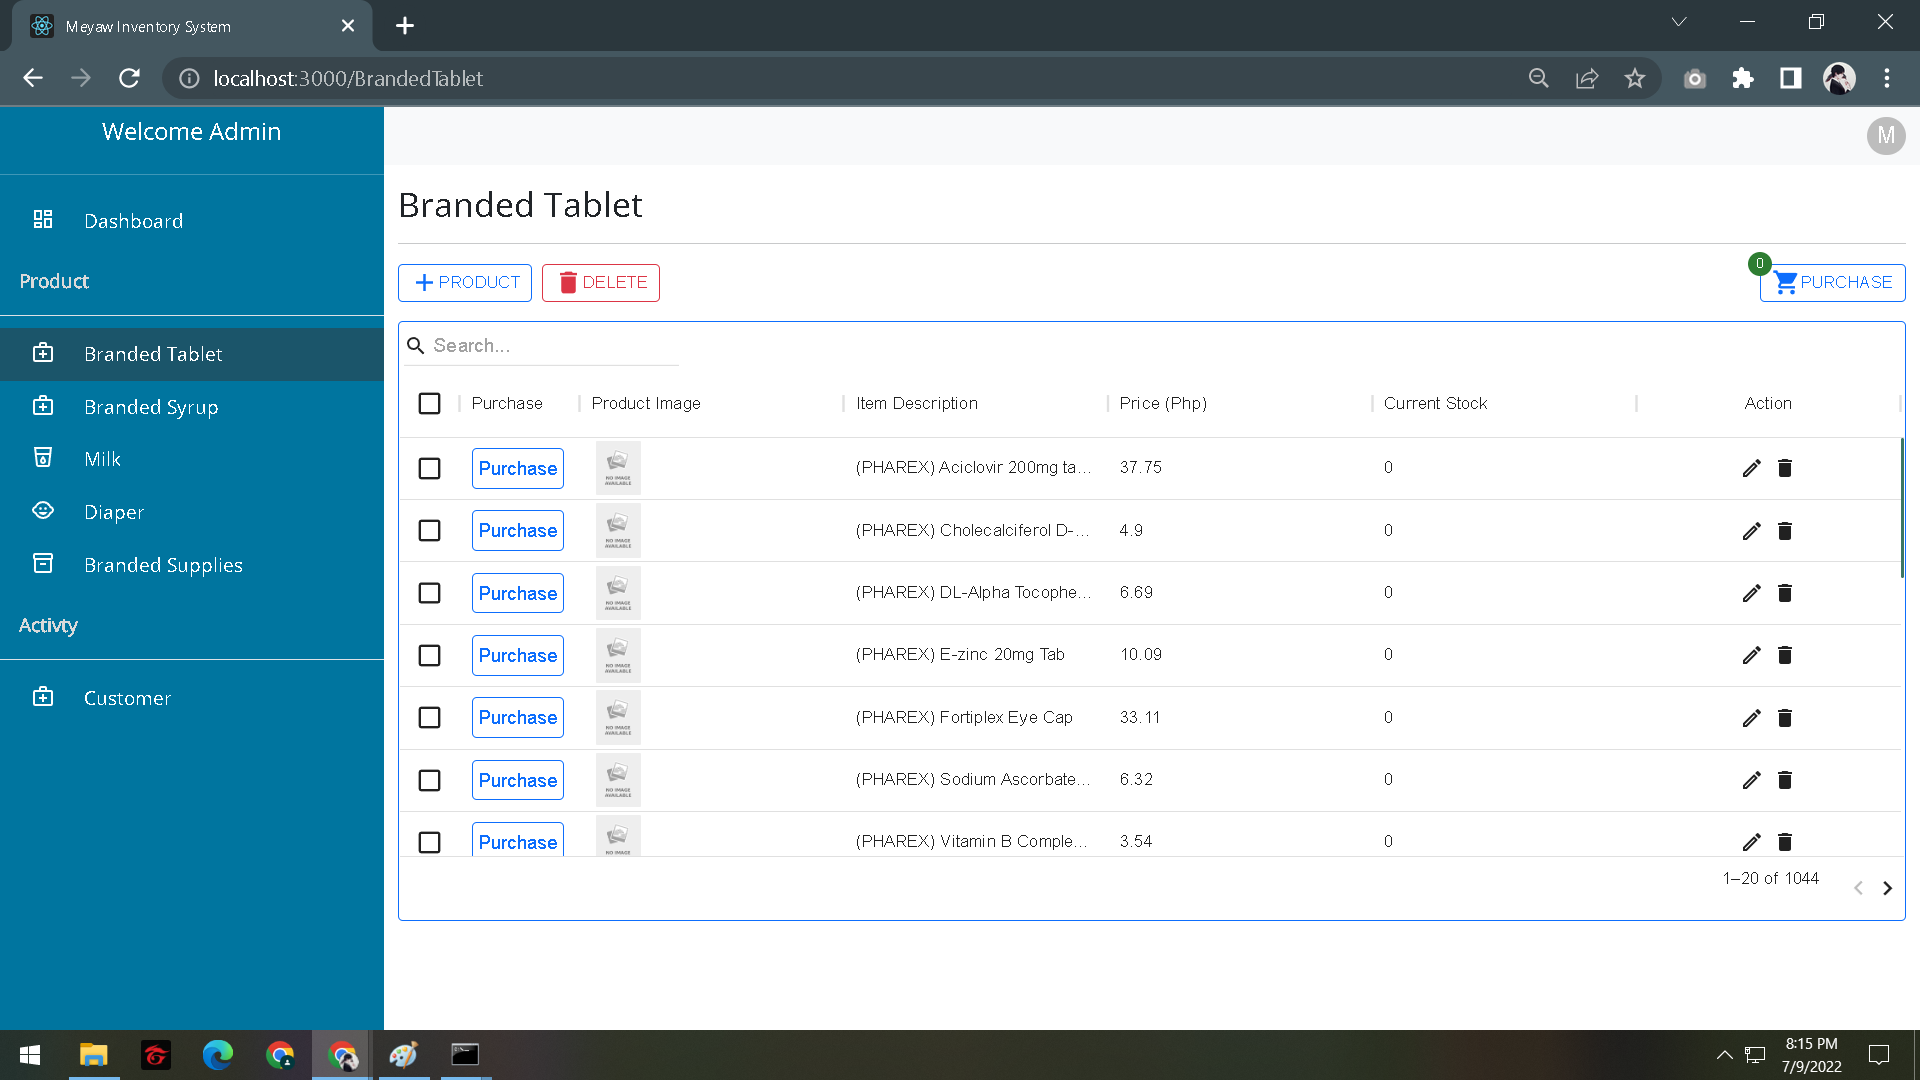 Meyaw Inventory System
localhost:3000/BrandedTablet
Welcome Admin
M
Dashboard
Product
Branded Tablet
Branded Syrup
Milk
Diaper
Branded Supplies
Activty
Customer
Branded Tablet
PRODUCT DELETE
0
PURCHASE
Search...
Purchase Product Image Item Description Price (Php) Current Stock Action
Purchase NO IMAGE AVAILABLE (PHAREX) Aciclovir 200mg ta... 37.75 0
Purchase NO IMAGE AVAILABLE (PHAREX) Cholecalciferol D-... 4.9 0
Purchase NO IMAGE AVAILABLE (PHAREX) DL-Alpha Tocophe... 6.69 0
Purchase NO IMAGE AVAILABLE (PHAREX) E-zinc 20mg Tab 10.09 0
Purchase NO IMAGE AVAILABLE (PHAREX) Fortiplex Eye Cap 33.11 0
Purchase NO IMAGE AVAILABLE (PHAREX) Sodium Ascorbate... 6.32 0
Purchase NO IMAGE (PHAREX) Vitamin B Comple... 3.54 0
1–20 of 1044
8:15 PM
7/9/2022